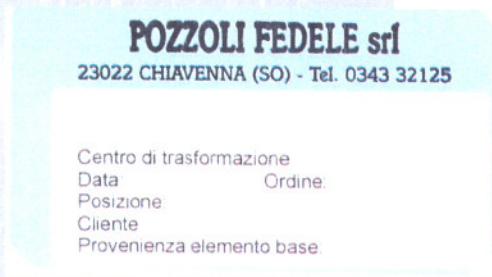 POZZOLI FEDELE srl
23022 CHIAVENNA (SO) - Tel. 0343 32125
Centro di trasformazione
Data: Ordine:
Posizione:
Cliente
Provenienza elemento base: